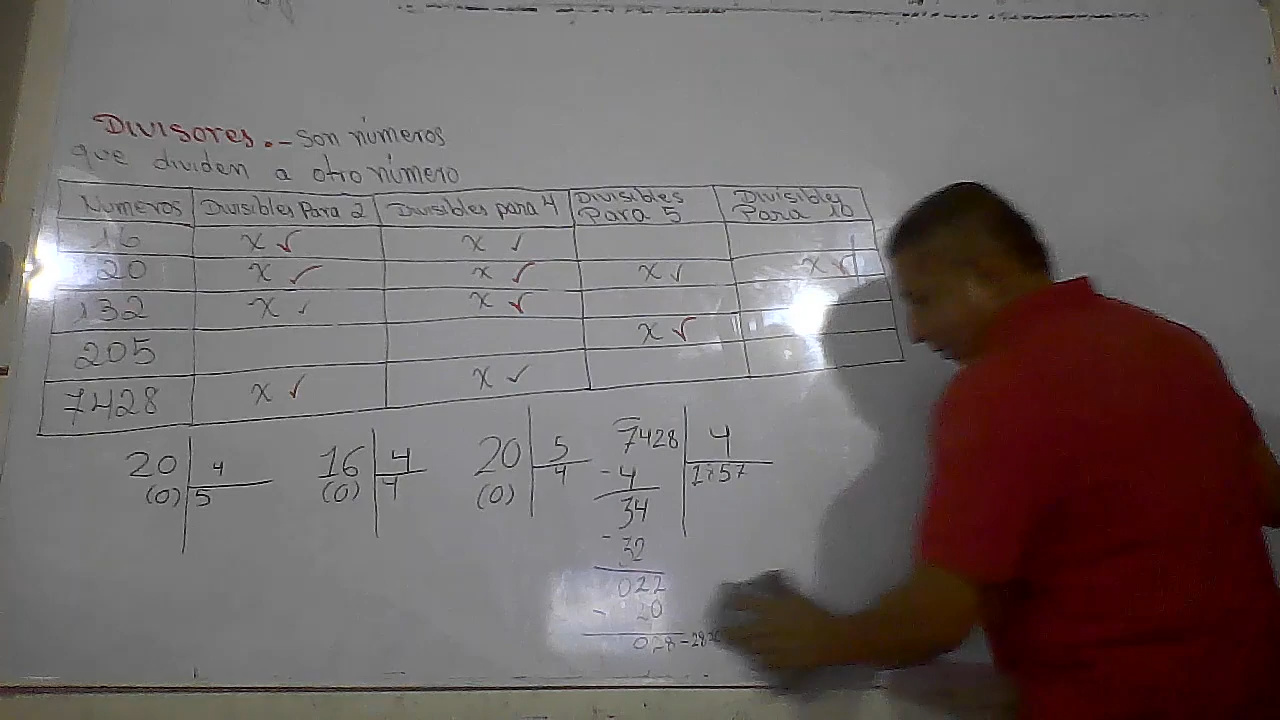 Divisores.- son números
que dividen a otro número
Números Divisibles Para 2 Divisibles para 4 Divisibles Para 5 Divisibles Para 10
16 x ✓ x ✓
20 x ✓ x ✓ x ✓ x ✓
132 x ✓ x ✓
205 x ✓
7428 x ✓ x ✓
20 4
(0) 5
16 4
(0) 4
20 5
(0) 4
7428 4
-4 1857
34
- 32
022
- 20
028-28